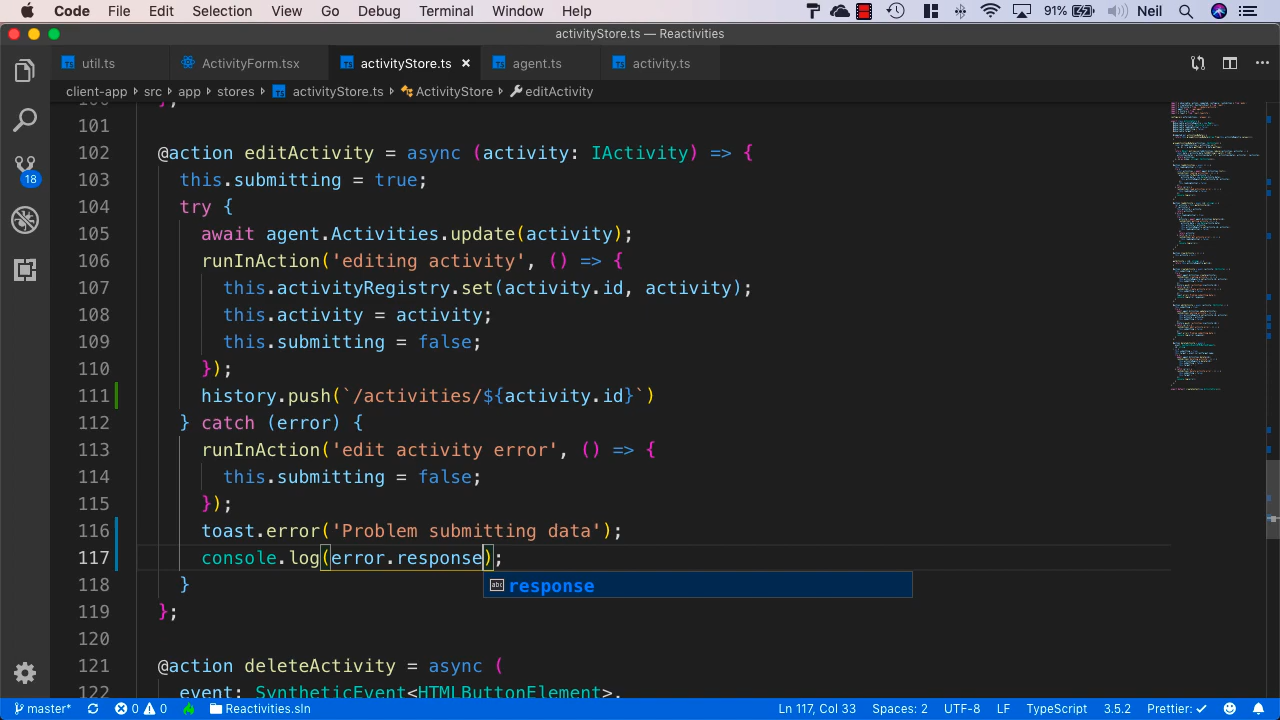 Code File Edit Selection View Go Debug Terminal Window Help 91% Neil
activityStore.ts — Reactivities
util.ts ActivityForm.tsx activityStore.ts × agent.ts activity.ts
client-app › src › app › stores › activityStore.ts › ActivityStore › editActivity
101
102 @action editActivity = async (activity: IActivity) => {
103 this.submitting = true;
104 try {
105 await agent.Activities.update(activity);
106 runInAction('editing activity', () => {
107 this.activityRegistry.set(activity.id, activity);
108 this.activity = activity;
109 this.submitting = false;
110 });
111 history.push(`/activities/${activity.id}`)
112 } catch (error) {
113 runInAction('edit activity error', () => {
114 this.submitting = false;
115 });
116 toast.error('Problem submitting data');
117 console.log(error.response);
response
118 }
119 };
120
121 @action deleteActivity = async (
122 event: SyntheticEvent<HTMLButtonElement>,
18
master* 0 0 Reactivities.sln Ln 117, Col 33 Spaces: 2 UTF-8 LF TypeScript 3.5.2 Prettier: ✓